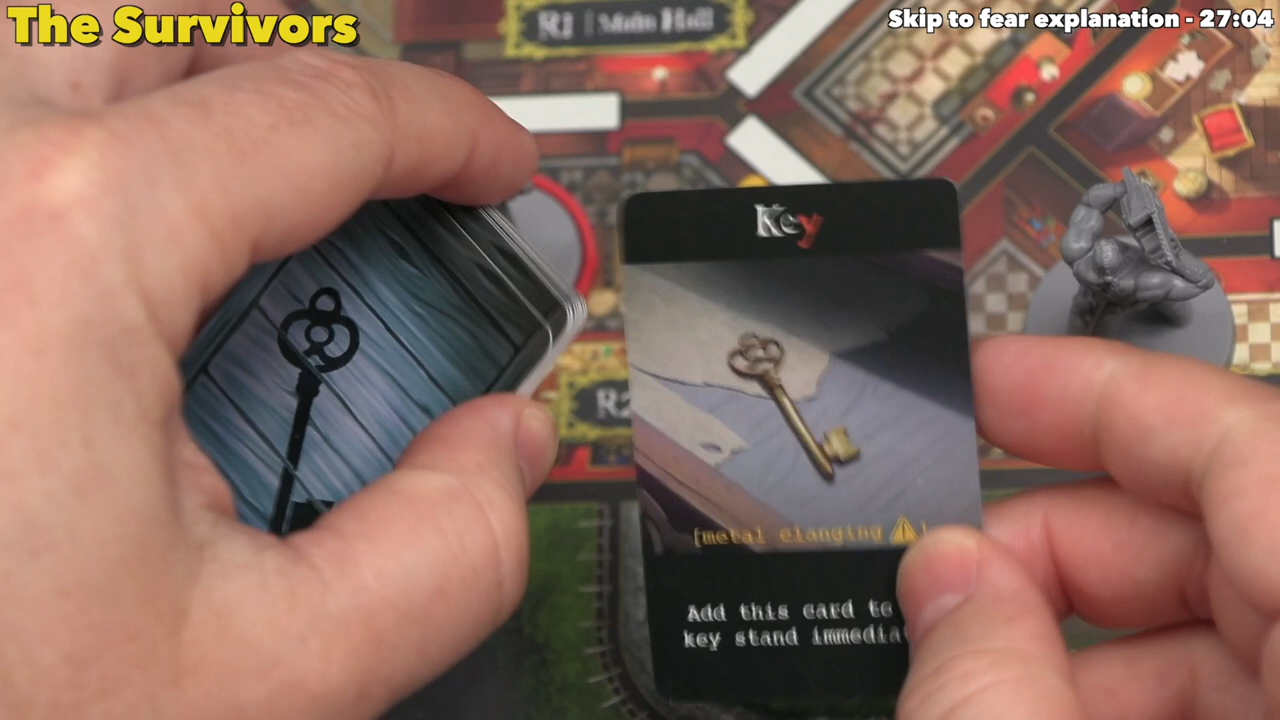 The Survivors
Skip to fear explanation - 27:04
R1 | Main Hall
Key
R2
[metal clanging ⚠]
Add this card to
key stand